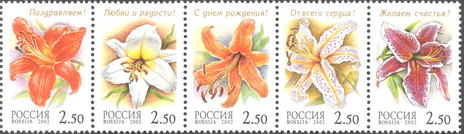 Поздравляем!
РОССИЯ
ROSSIJA 2002
2.50
Любви и радости!
РОССИЯ
ROSSIJA 2002
2.50
С днем рождения!
РОССИЯ
ROSSIJA 2002
2.50
От всего сердца!
РОССИЯ
ROSSIJA 2002
2.50
Желаем счастья!
РОССИЯ
ROSSIJA 2002
2.50